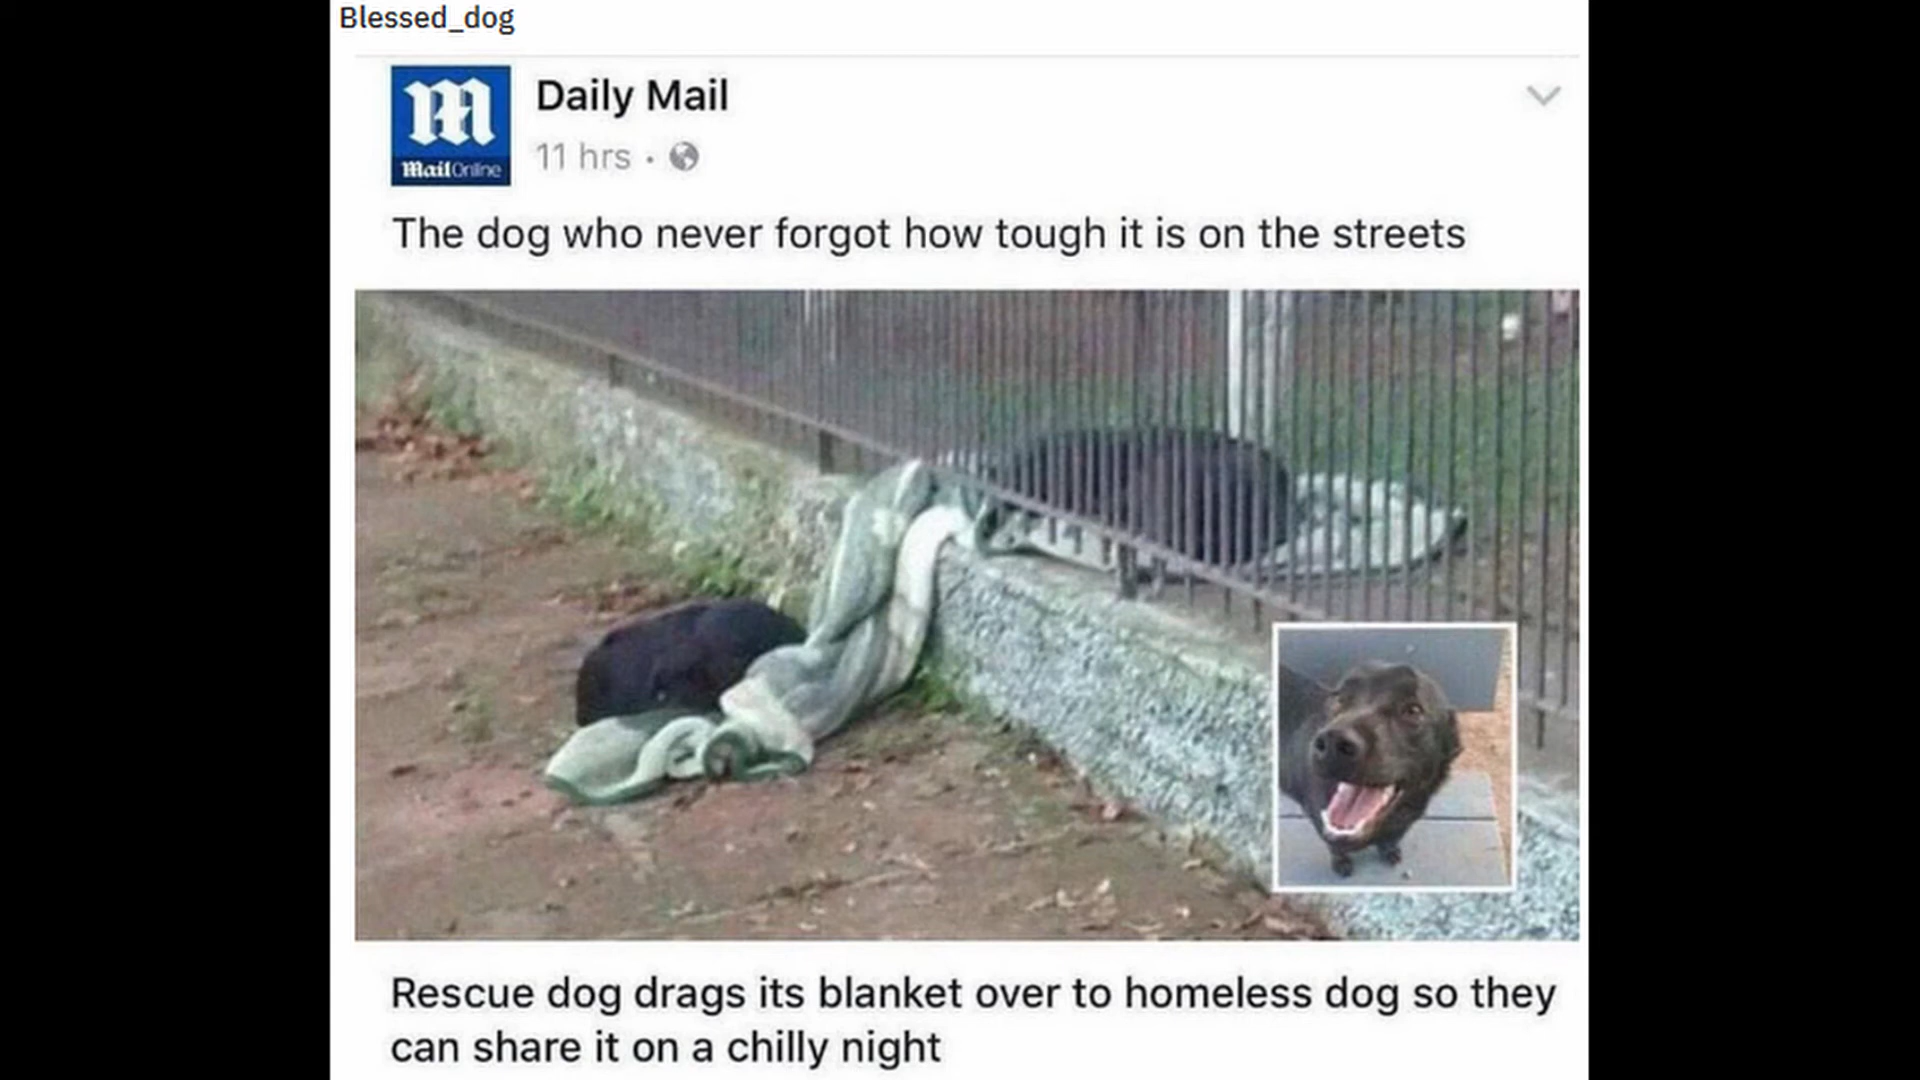 Blessed_dog
Daily Mail
MailOnline
11 hrs ·
The dog who never forgot how tough it is on the streets
Rescue dog drags its blanket over to homeless dog so they
can share it on a chilly night